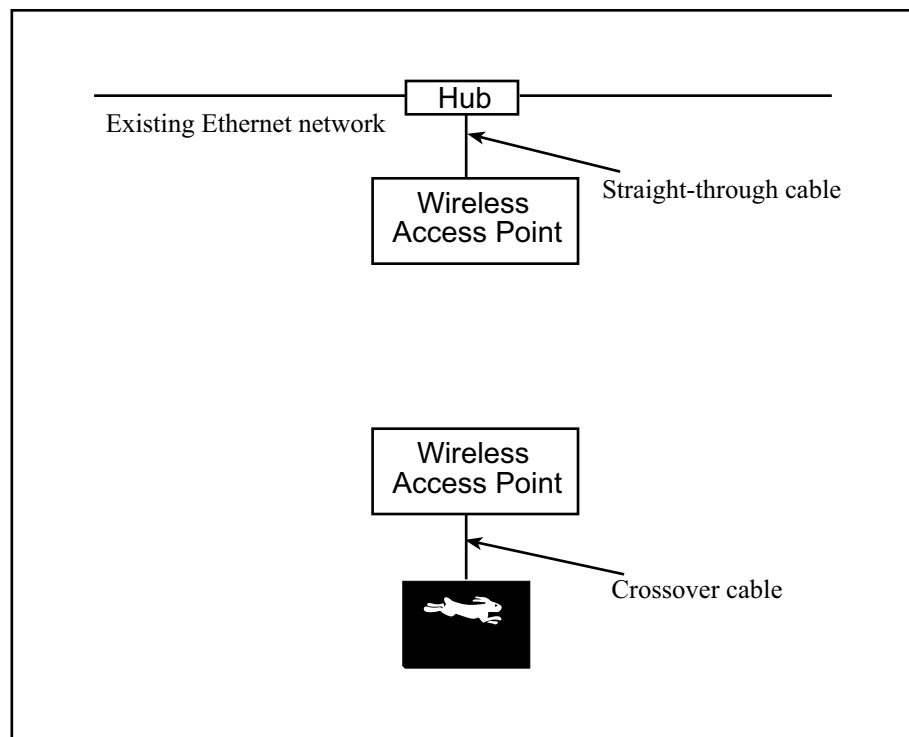 Hub
Existing Ethernet network
Straight-through cable
Wireless
Access Point
Wireless
Access Point
Crossover cable